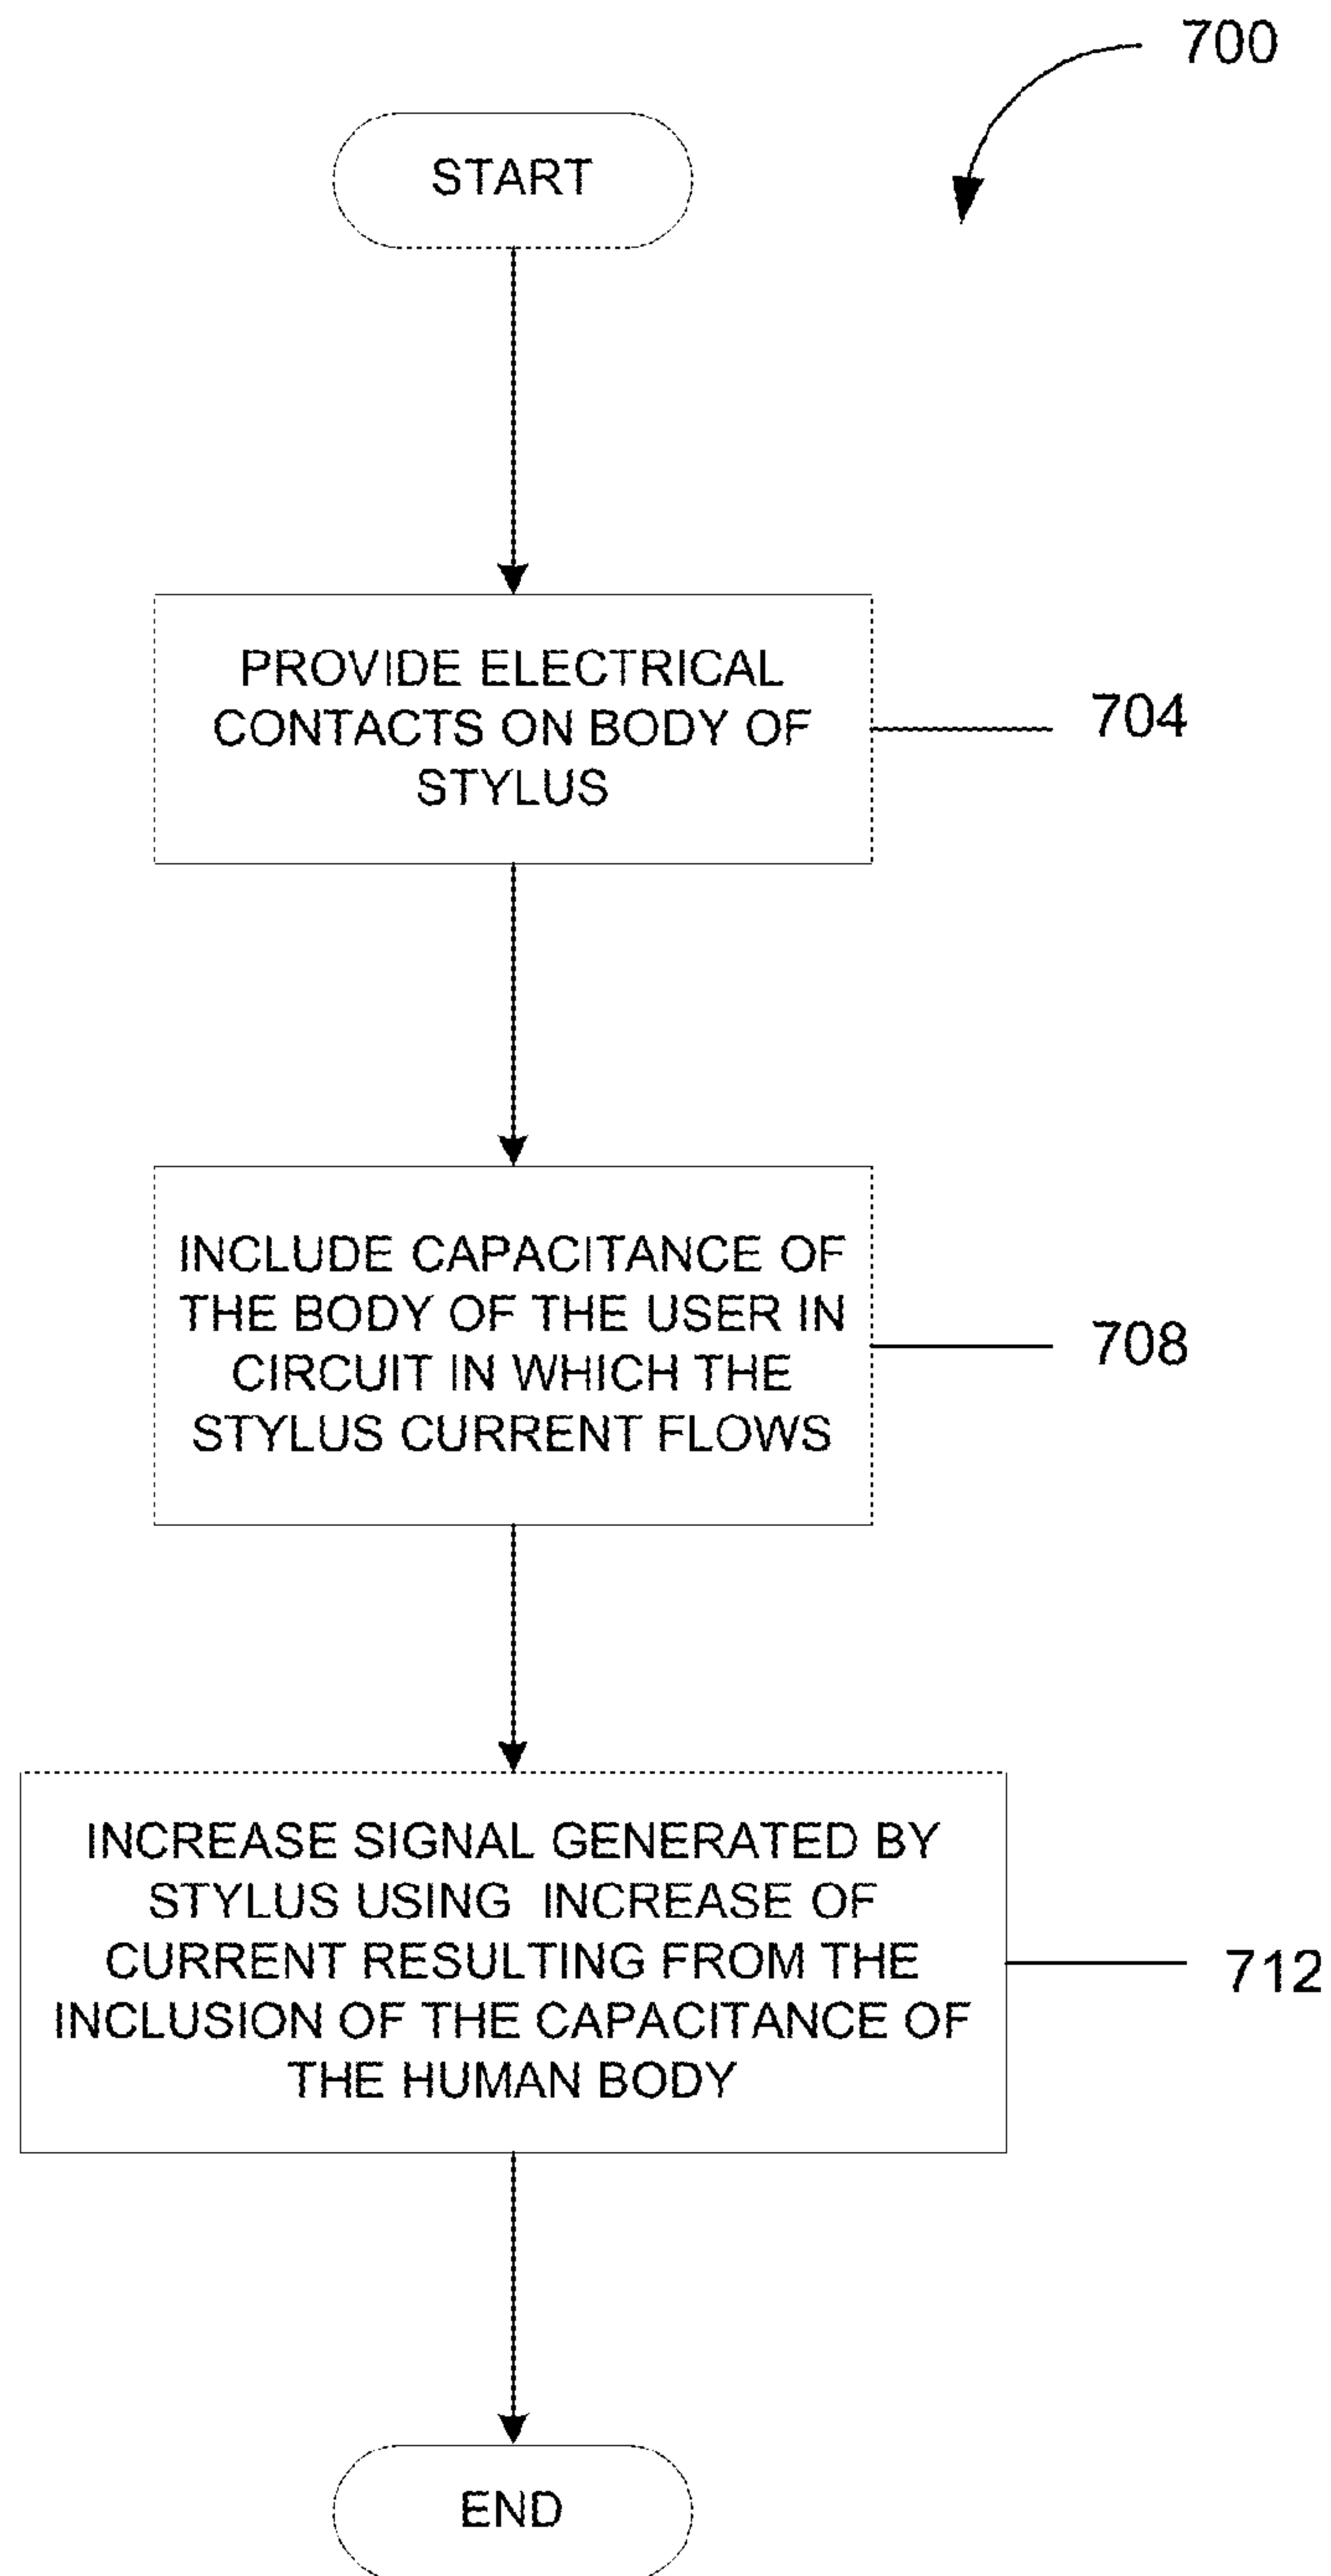 700
START
PROVIDE ELECTRICAL
CONTACTS ON BODY OF
STYLUS
704
INCLUDE CAPACITANCE OF
THE BODY OF THE USER IN
CIRCUIT IN WHICH THE
STYLUS CURRENT FLOWS
708
INCREASE SIGNAL GENERATED BY
STYLUS USING  INCREASE OF
CURRENT RESULTING FROM THE
INCLUSION OF THE CAPACITANCE OF
THE HUMAN BODY
712
END